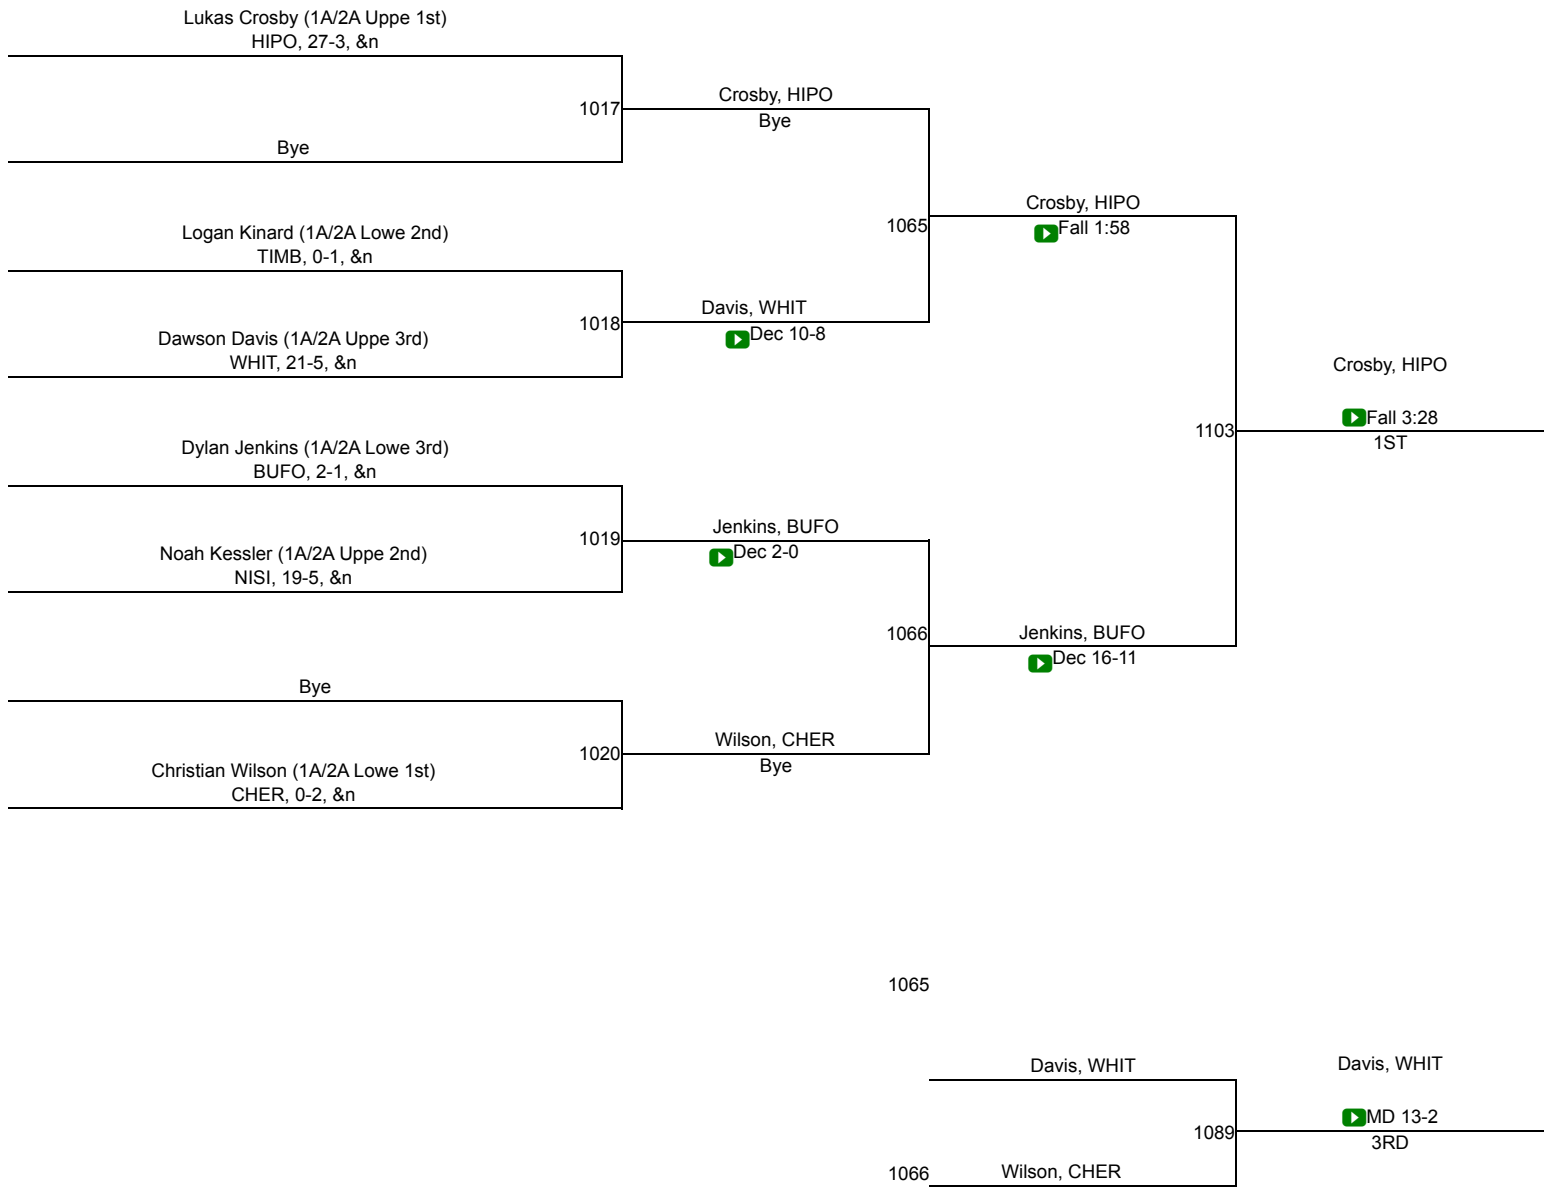 Lukas Crosby (1A/2A Uppe 1st)
HIPO, 27-3, &n
1017
Crosby, HIPO
Bye
Bye
Logan Kinard (1A/2A Lowe 2nd)
TIMB, 0-1, &n
1065
Crosby, HIPO
Fall 1:58
1018
Davis, WHIT
Dec 10-8
Dawson Davis (1A/2A Uppe 3rd)
WHIT, 21-5, &n
Crosby, HIPO
Fall 3:28
1103
1ST
Dylan Jenkins (1A/2A Lowe 3rd)
BUFO, 2-1, &n
1019
Jenkins, BUFO
Dec 2-0
Noah Kessler (1A/2A Uppe 2nd)
NISI, 19-5, &n
1066
Jenkins, BUFO
Dec 16-11
Bye
1020
Wilson, CHER
Bye
Christian Wilson (1A/2A Lowe 1st)
CHER, 0-2, &n
1065
Davis, WHIT
Davis, WHIT
MD 13-2
1089
3RD
1066
Wilson, CHER